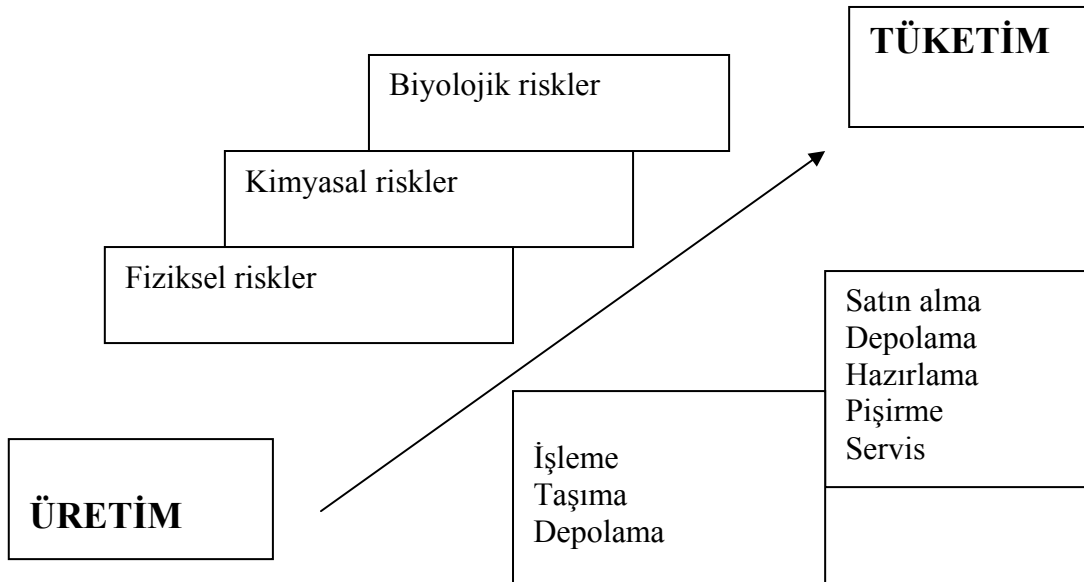 TÜKETİM
Biyolojik riskler
Kimyasal riskler
Fiziksel riskler
Satın alma
Depolama
Hazırlama
Pişirme
Servis
İşleme
Taşıma
Depolama
ÜRETİM